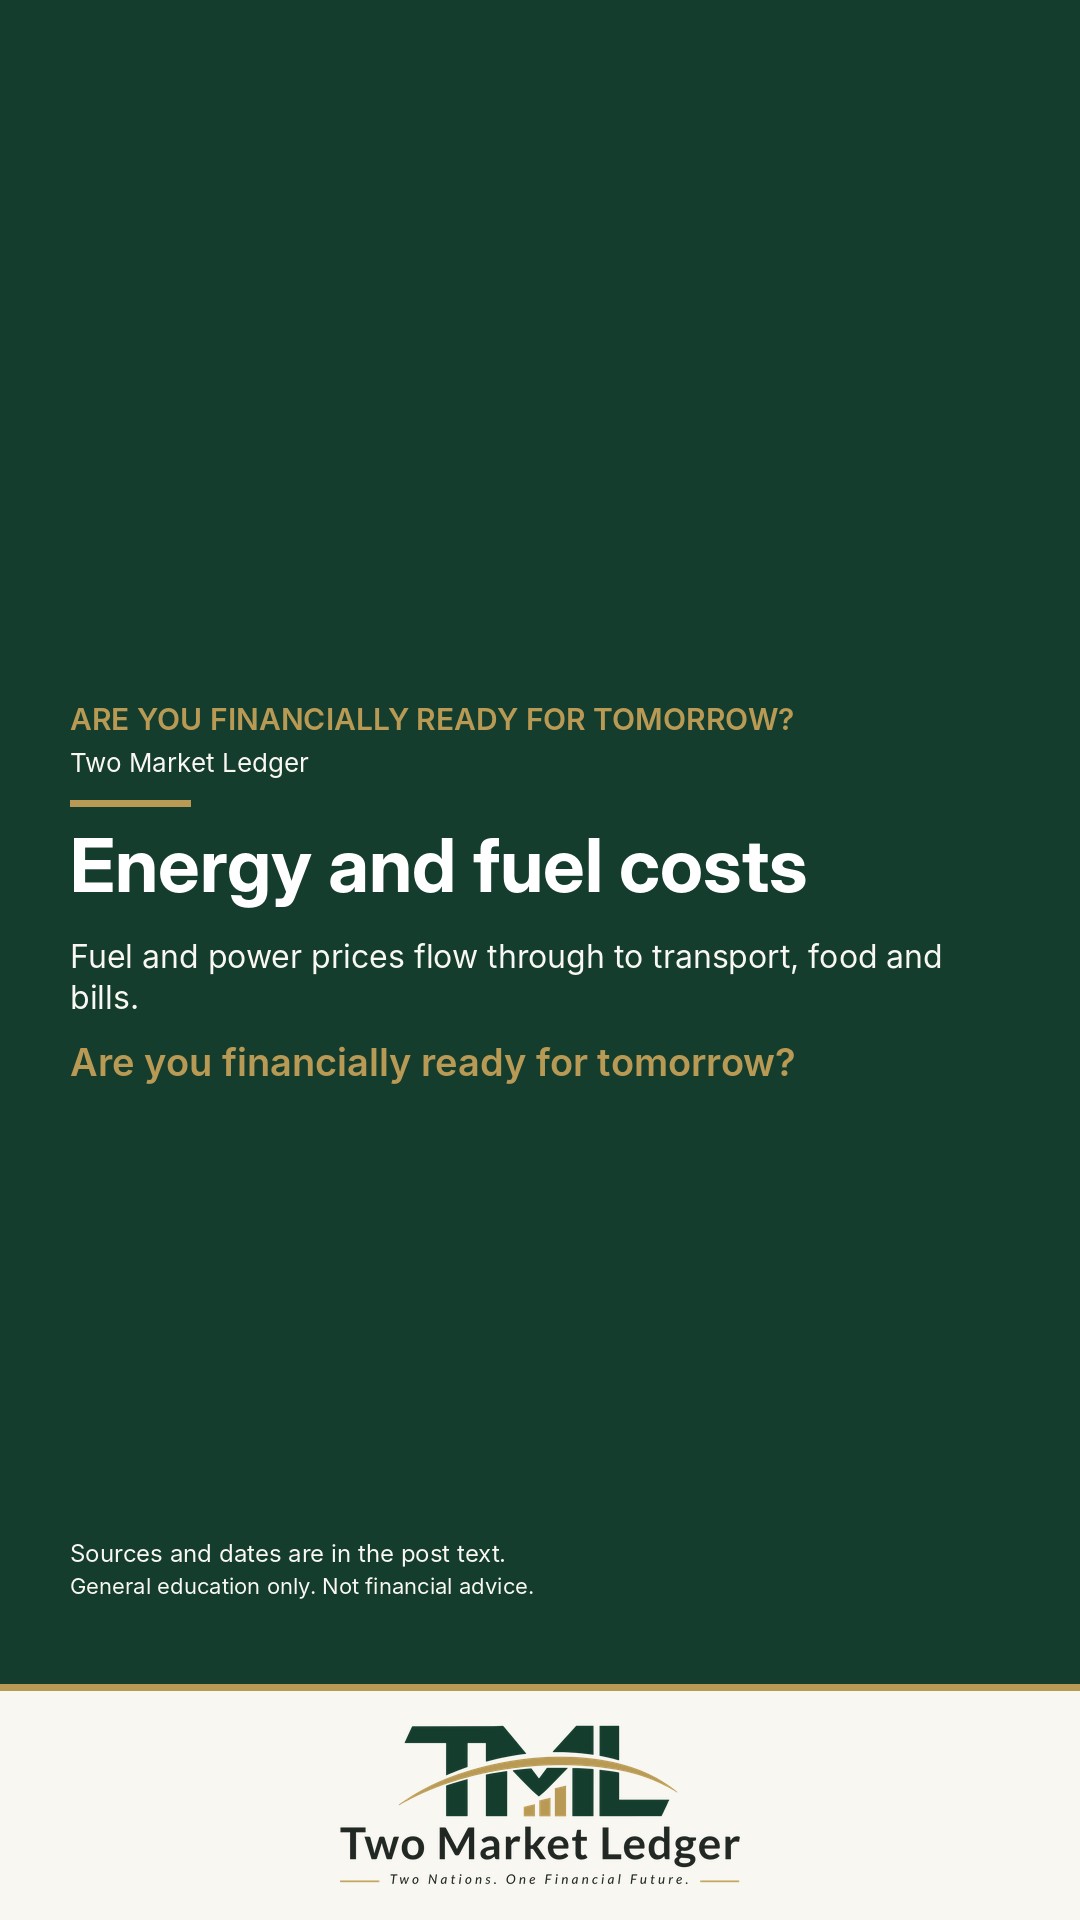 ARE YOU FINANCIALLY READY FOR TOMORROW?
Two Market Ledger
Energy and fuel costs
Fuel and power prices flow through to transport, food and
bills.
Are you financially ready for tomorrow?
Sources and dates are in the post text.
General education only. Not financial advice.
TML
Two Market Ledger
Two Nations. One Financial Future.